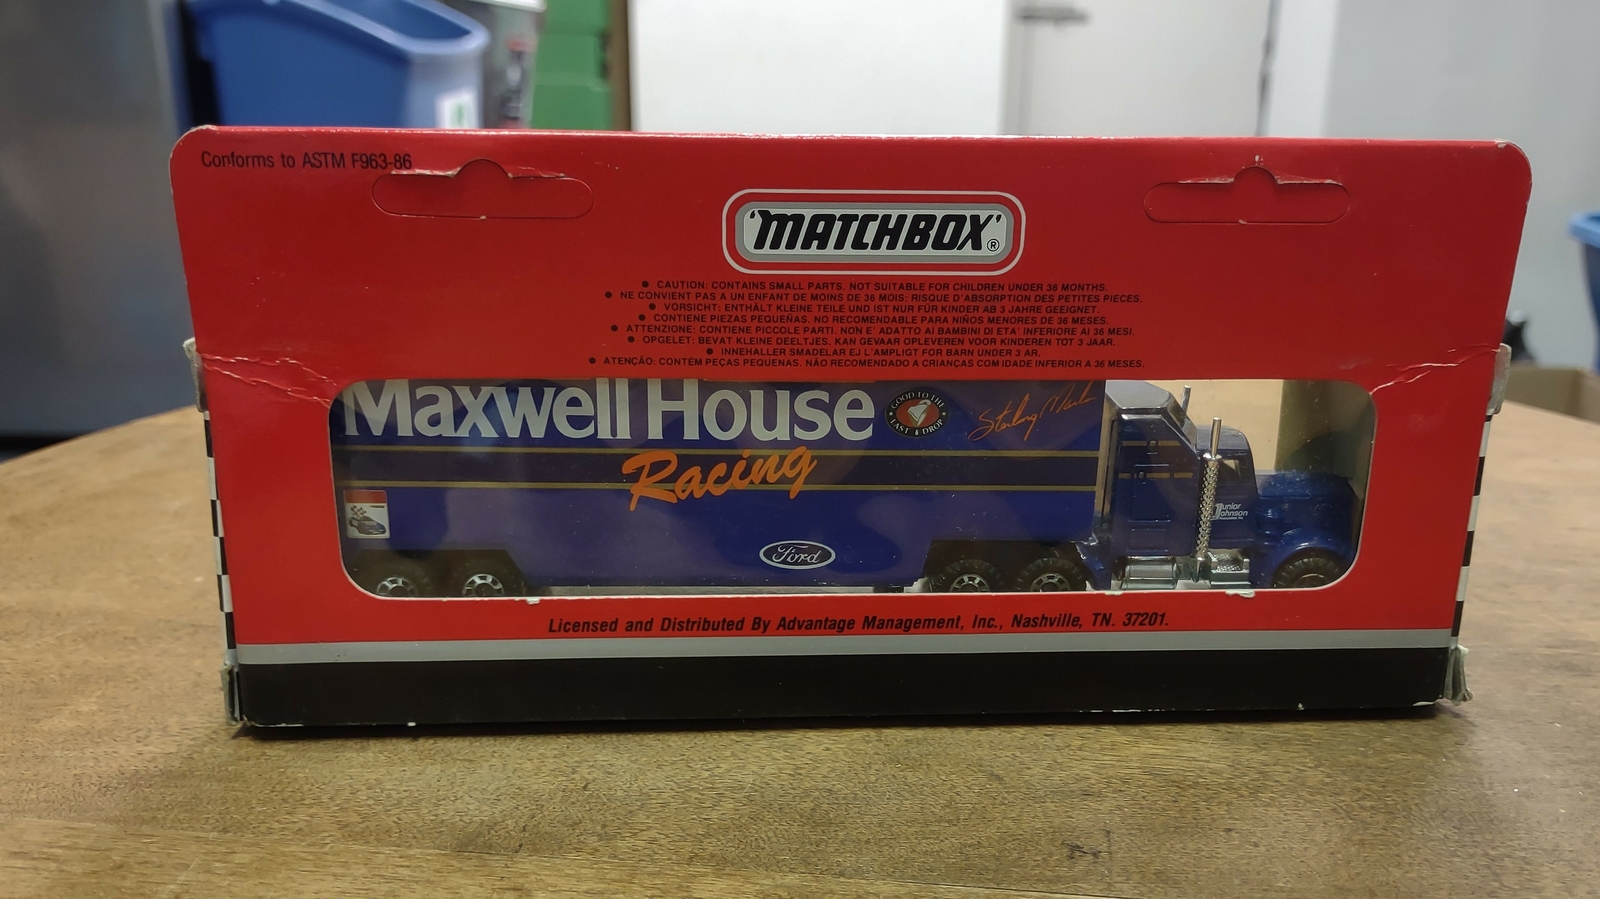 Conforms to ASTM F963-86
'MATCHBOX'®
● CAUTION: CONTAINS SMALL PARTS. NOT SUITABLE FOR CHILDREN UNDER 38 MONTHS.
● NE CONVIENT PAS A UN ENFANT DE MOINS DE 36 MOIS: RISQUE D'ABSORPTION DES PETITES PIECES.
● VORSICHT: ENTHÄLT KLEINE TEILE UND IST NUR FÜR KINDER AB 3 JAHRE GEEIGNET.
● CONTIENE PIEZAS PEQUEÑAS. NO RECOMENDABLE PARA NIÑOS MENORES DE 36 MESES.
● ATTENZIONE: CONTIENE PICCOLE PARTI. NON E' ADATTO AI BAMBINI DI ETA' INFERIORE AI 36 MESI.
● OPGELET: BEVAT KLEINE DEELTJES. KAN GEVAAR OPLEVEREN VOOR KINDEREN TOT 3 JAAR.
● INNEHALLER SMADELAR EJ L'AMPLIGT FOR BARN UNDER 3 AR.
● ATENÇÃO: CONTÉM PEÇAS PEQUENAS. NÃO RECOMENDADO A CRIANÇAS COM IDADE INFERIOR A 36 MESES.
Maxwell House
GOOD TO THE
LAST DROP
Sterling Marlin
Racing
Junior
Johnson
Ford
Licensed and Distributed By Advantage Management, Inc., Nashville, TN. 37201.